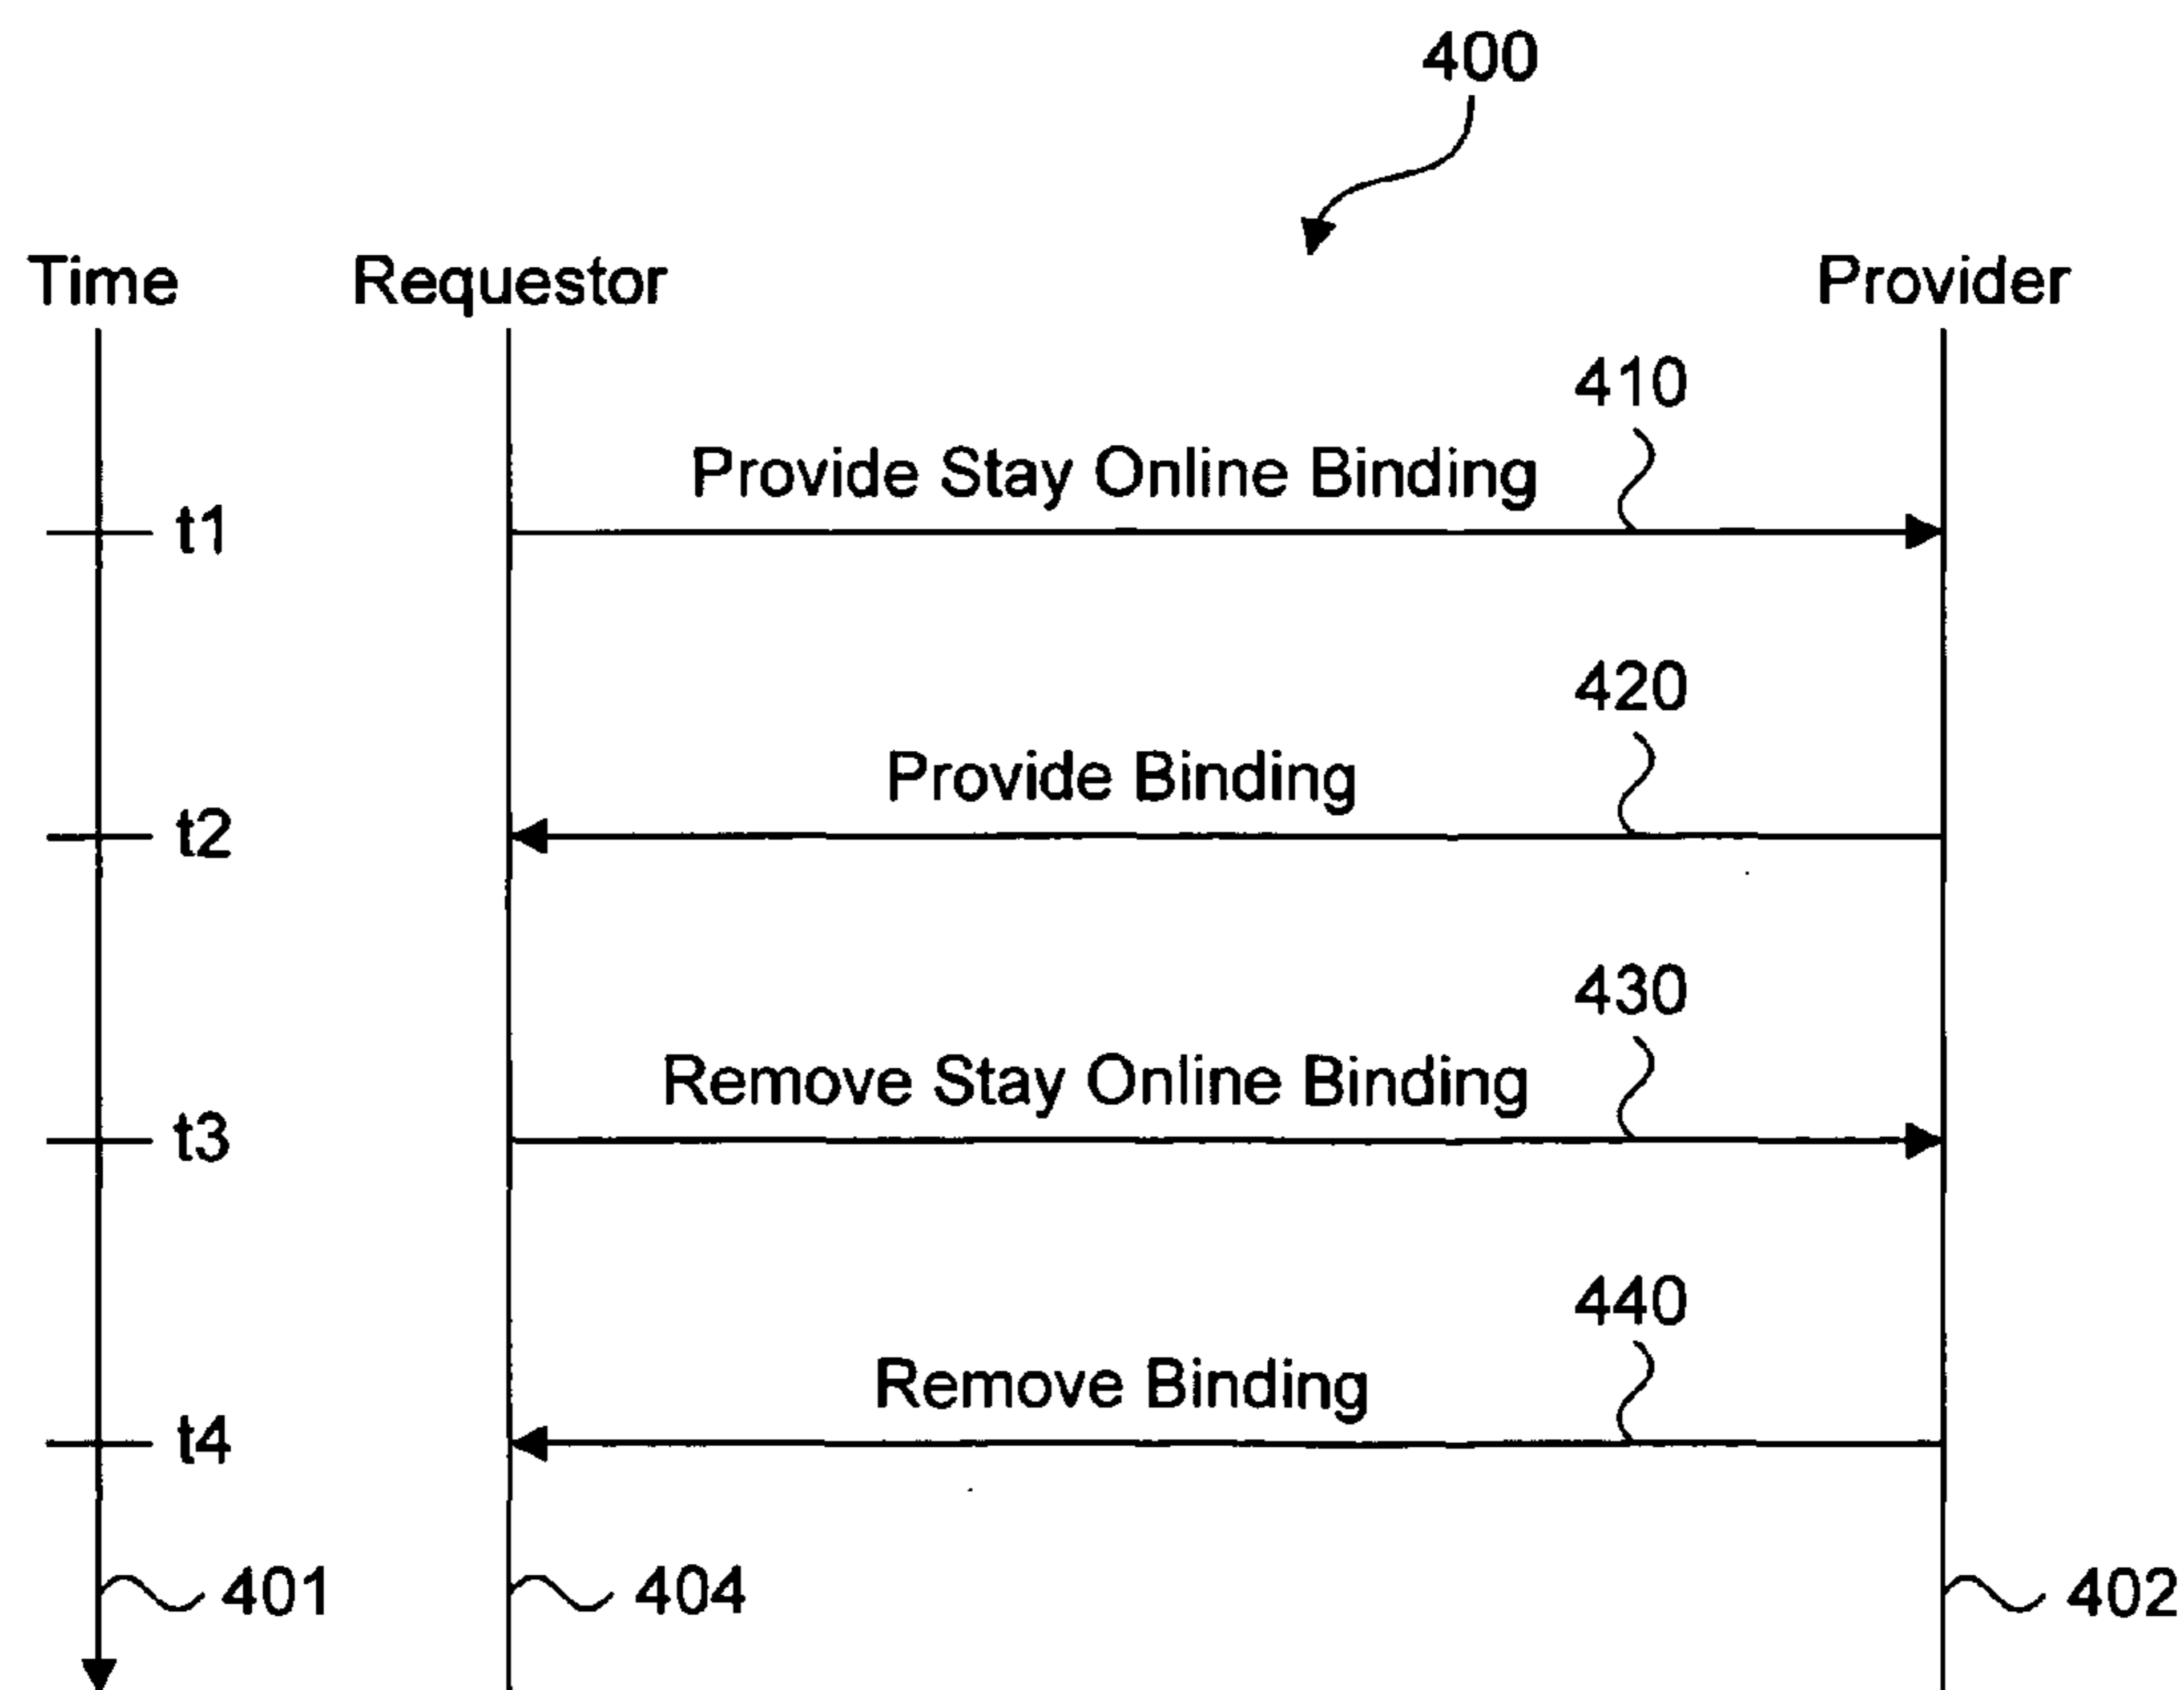 400
Time Requestor Provider
410
Provide Stay Online Binding
t1
420
Provide Binding
t2
430
Remove Stay Online Binding
t3
440
Remove Binding
t4
401 404 402